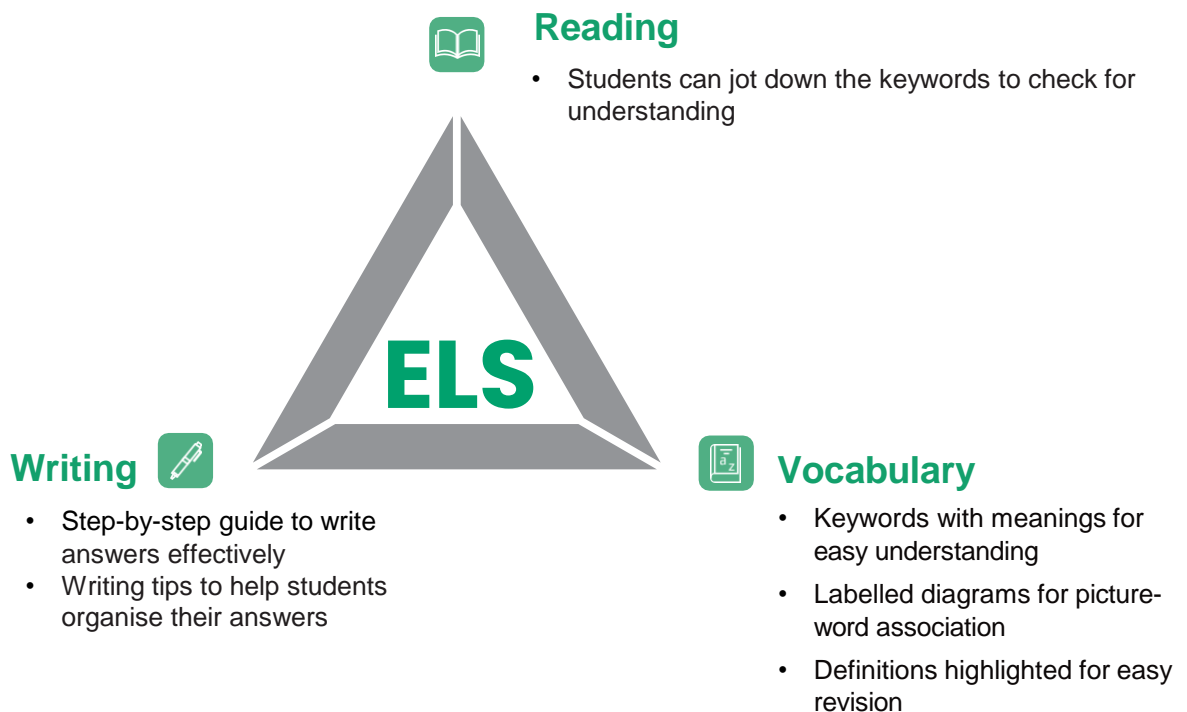 Reading
• Students can jot down the keywords to check for
understanding
ELS
Writing
• Step-by-step guide to write
answers effectively
• Writing tips to help students
organise their answers
a z
Vocabulary
• Keywords with meanings for
easy understanding
• Labelled diagrams for picture-
word association
• Definitions highlighted for easy
revision